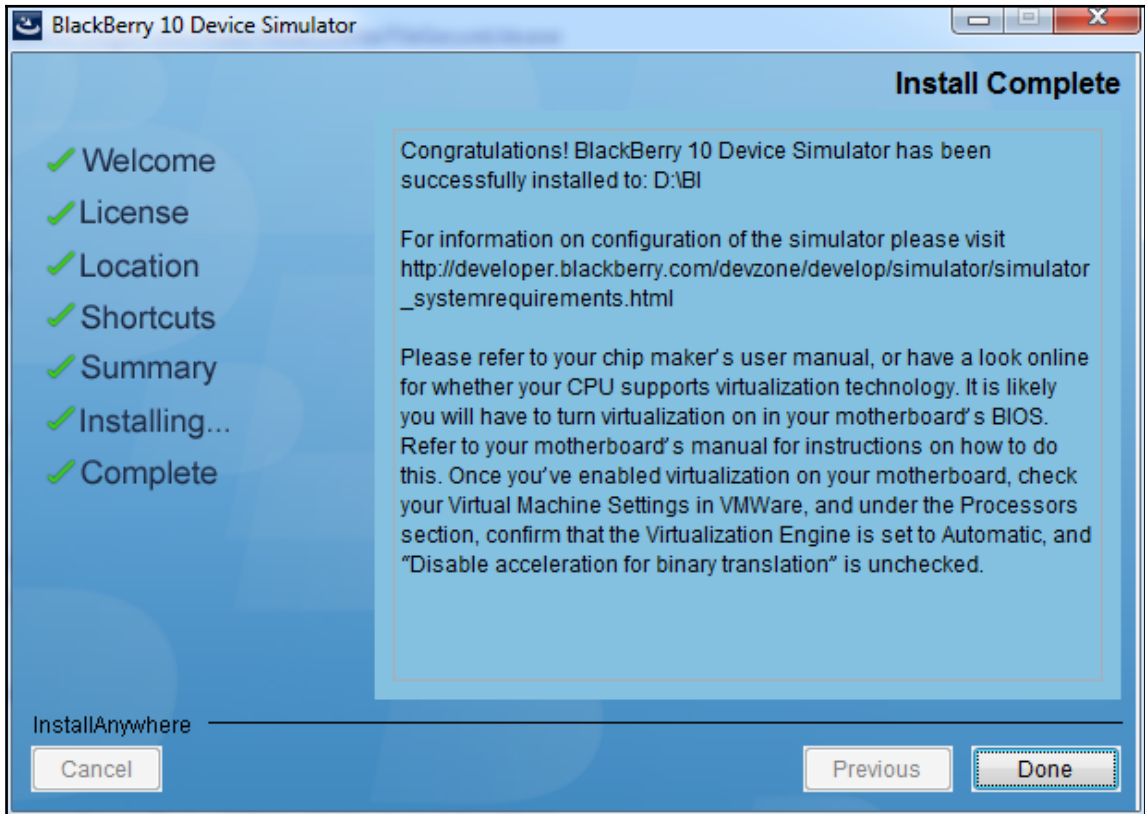 BlackBerry 10 Device Simulator
Install Complete
Welcome
License
Location
Shortcuts
Summary
Installing...
Complete
Congratulations! BlackBerry 10 Device Simulator has been
successfully installed to: D:\BI
For information on configuration of the simulator please visit
http://developer.blackberry.com/devzone/develop/simulator/simulator
_systemrequirements.html
Please refer to your chip maker's user manual, or have a look online
for whether your CPU supports virtualization technology. It is likely
you will have to turn virtualization on in your motherboard's BIOS.
Refer to your motherboard's manual for instructions on how to do
this. Once you've enabled virtualization on your motherboard, check
your Virtual Machine Settings in VMWare, and under the Processors
section, confirm that the Virtualization Engine is set to Automatic, and
"Disable acceleration for binary translation" is unchecked.
InstallAnywhere
Cancel
Previous
Done